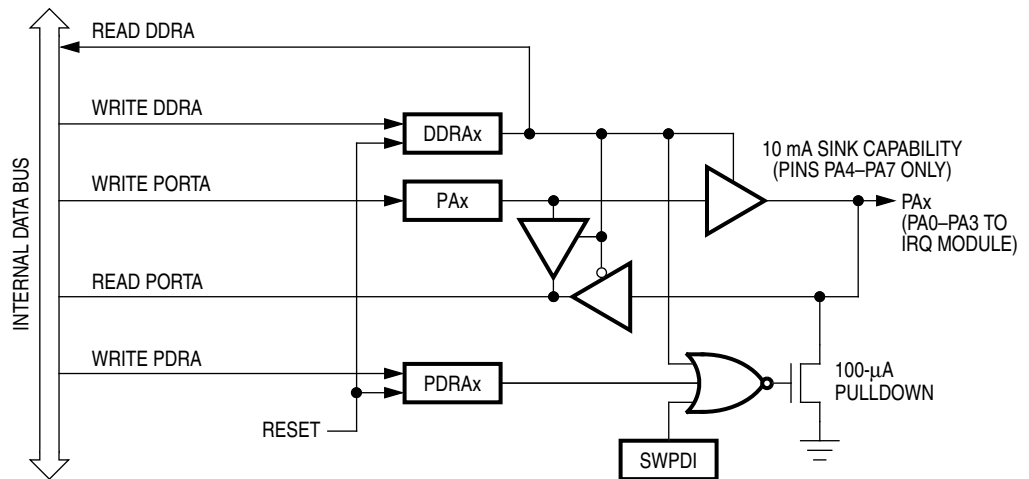 READ DDRA
WRITE DDRA
DDRAx
10 mA SINK CAPABILITY
(PINS PA4–PA7 ONLY)
WRITE PORTA
PAx
PAx
(PA0–PA3 TO
IRQ MODULE)
INTERNAL DATA BUS
READ PORTA
WRITE PDRA
PDRAx
100-μA
PULLDOWN
RESET
SWPDI